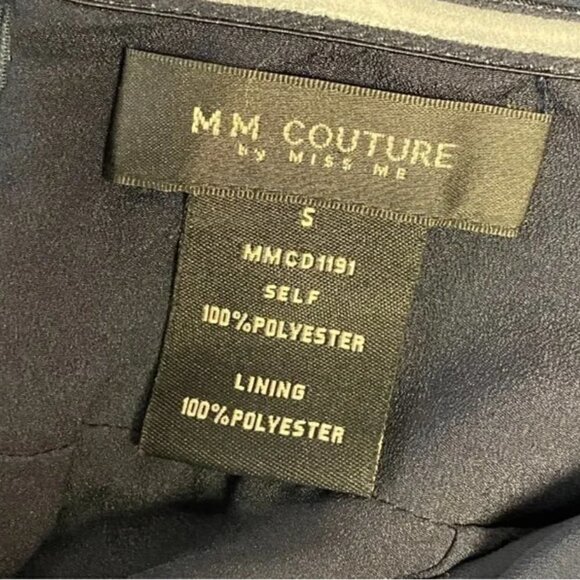 MM COUTURE
by MISS ME
S
MMCD1191
SELF
100%POLYESTER
LINING
100%POLYESTER